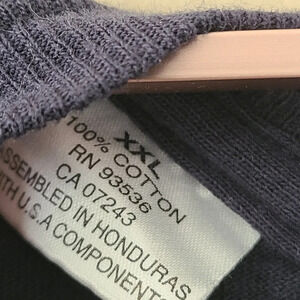 XXL
100% COTTON
RN 93536
CA 07243
ASSEMBLED IN HONDURAS
WITH U.S.A COMPONENTS